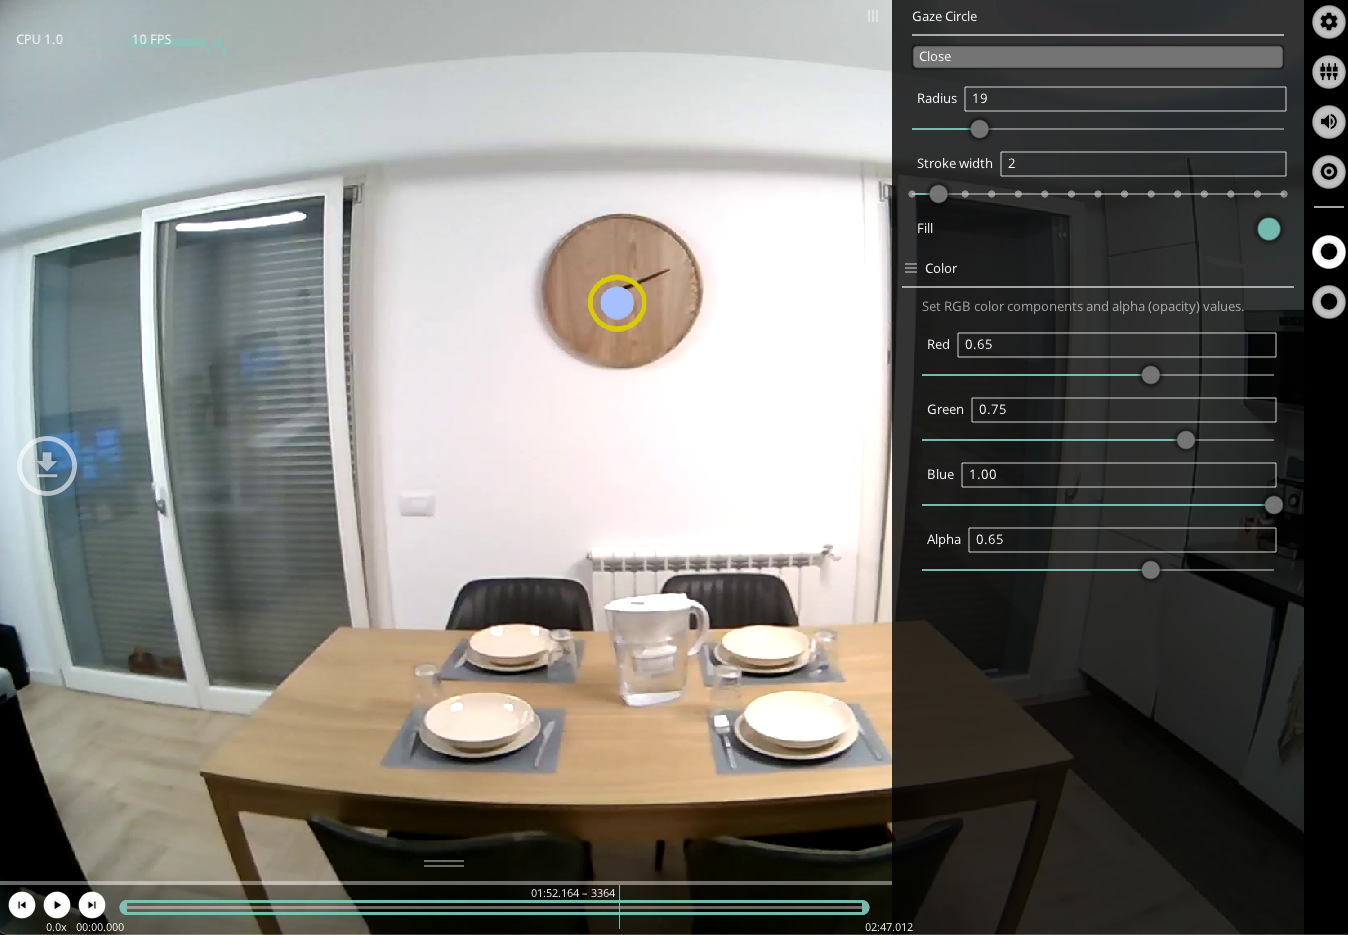 Gaze Circle
CPU 1.0
10 FPS
Close
Radius 19
Stroke width 2
Fill
Color
Set RGB color components and alpha (opacity) values.
Red 0.65
Green 0.75
Blue 1.00
Alpha 0.65
01:52.164 – 3364
0.0x 00:00.000
02:47.012